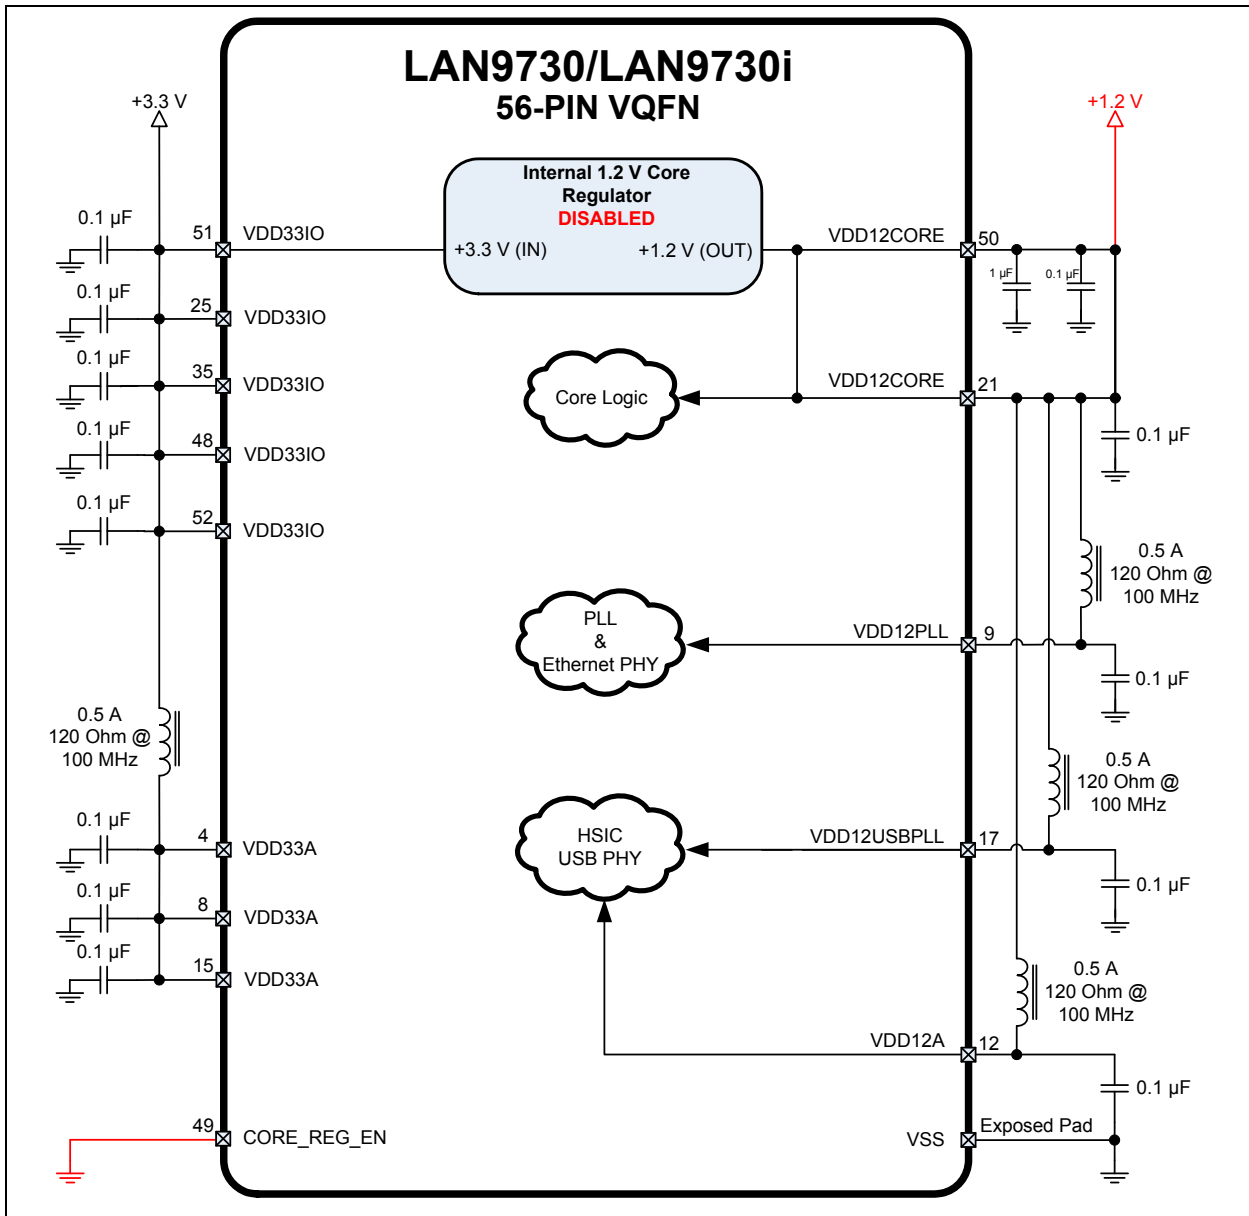 LAN9730/LAN9730i
56-PIN VQFN
+3.3 V
+1.2 V
Internal 1.2 V Core
Regulator
DISABLED
+3.3 V (IN)
+1.2 V (OUT)
0.1 µF
51
VDD33IO
VDD12CORE
50
1 µF
0.1 µF
0.1 µF
25
VDD33IO
0.1 µF
35
VDD33IO
Core Logic
VDD12CORE
21
0.1 µF
0.1 µF
48
VDD33IO
0.1 µF
52
VDD33IO
0.5 A
120 Ohm @
100 MHz
PLL
&
Ethernet PHY
VDD12PLL
9
0.1 µF
0.5 A
120 Ohm @
100 MHz
0.5 A
120 Ohm @
100 MHz
0.1 µF
4
VDD33A
HSIC
USB PHY
VDD12USBPLL
17
0.1 µF
0.1 µF
8
VDD33A
0.1 µF
15
VDD33A
0.5 A
120 Ohm @
100 MHz
VDD12A
12
0.1 µF
49
CORE_REG_EN
VSS
Exposed Pad